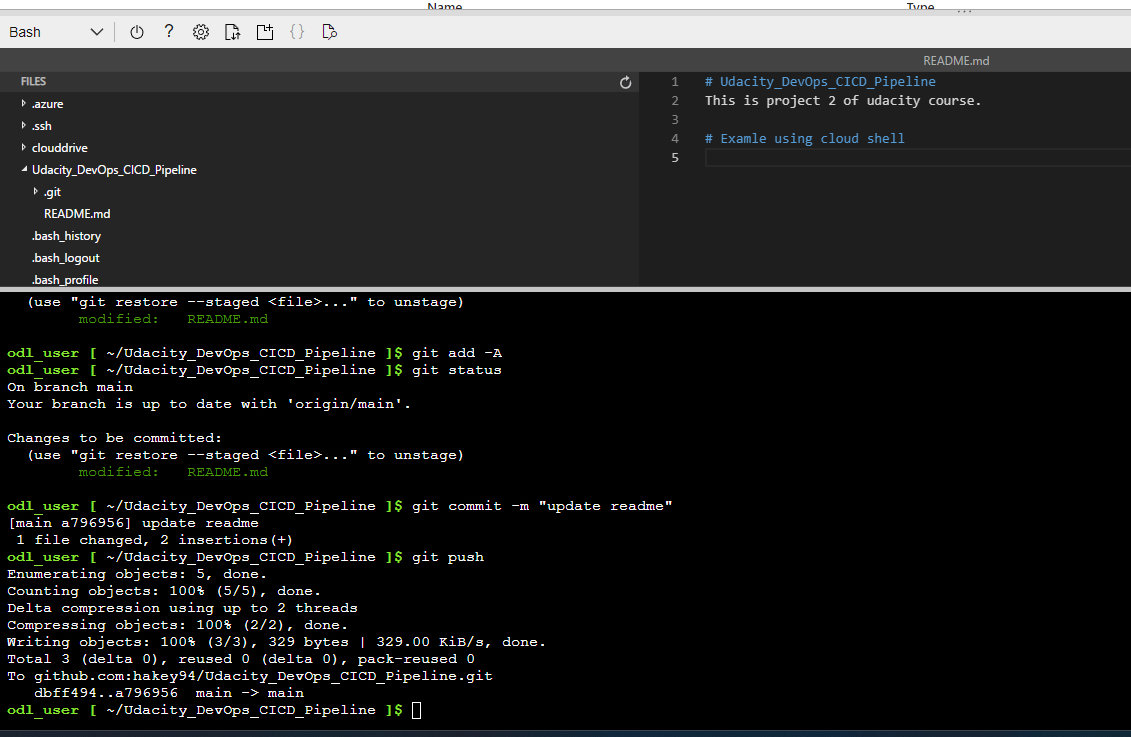 Name Type
Bash ? {}
README.md
FILES
.azure
.ssh
clouddrive
Udacity_DevOps_CICD_Pipeline
.git
README.md
.bash_history
.bash_logout
.bash_profile
1 # Udacity_DevOps_CICD_Pipeline
2 This is project 2 of udacity course.
3
4 # Examle using cloud shell
5
(use "git restore --staged <file>..." to unstage)
modified: README.md
odl_user [ ~/Udacity_DevOps_CICD_Pipeline ]$ git add -A
odl_user [ ~/Udacity_DevOps_CICD_Pipeline ]$ git status
On branch main
Your branch is up to date with 'origin/main'.
Changes to be committed:
(use "git restore --staged <file>..." to unstage)
modified: README.md
odl_user [ ~/Udacity_DevOps_CICD_Pipeline ]$ git commit -m "update readme"
[main a796956] update readme
1 file changed, 2 insertions(+)
odl_user [ ~/Udacity_DevOps_CICD_Pipeline ]$ git push
Enumerating objects: 5, done.
Counting objects: 100% (5/5), done.
Delta compression using up to 2 threads
Compressing objects: 100% (2/2), done.
Writing objects: 100% (3/3), 329 bytes | 329.00 KiB/s, done.
Total 3 (delta 0), reused 0 (delta 0), pack-reused 0
To github.com:hakey94/Udacity_DevOps_CICD_Pipeline.git
dbff494..a796956 main -> main
odl_user [ ~/Udacity_DevOps_CICD_Pipeline ]$